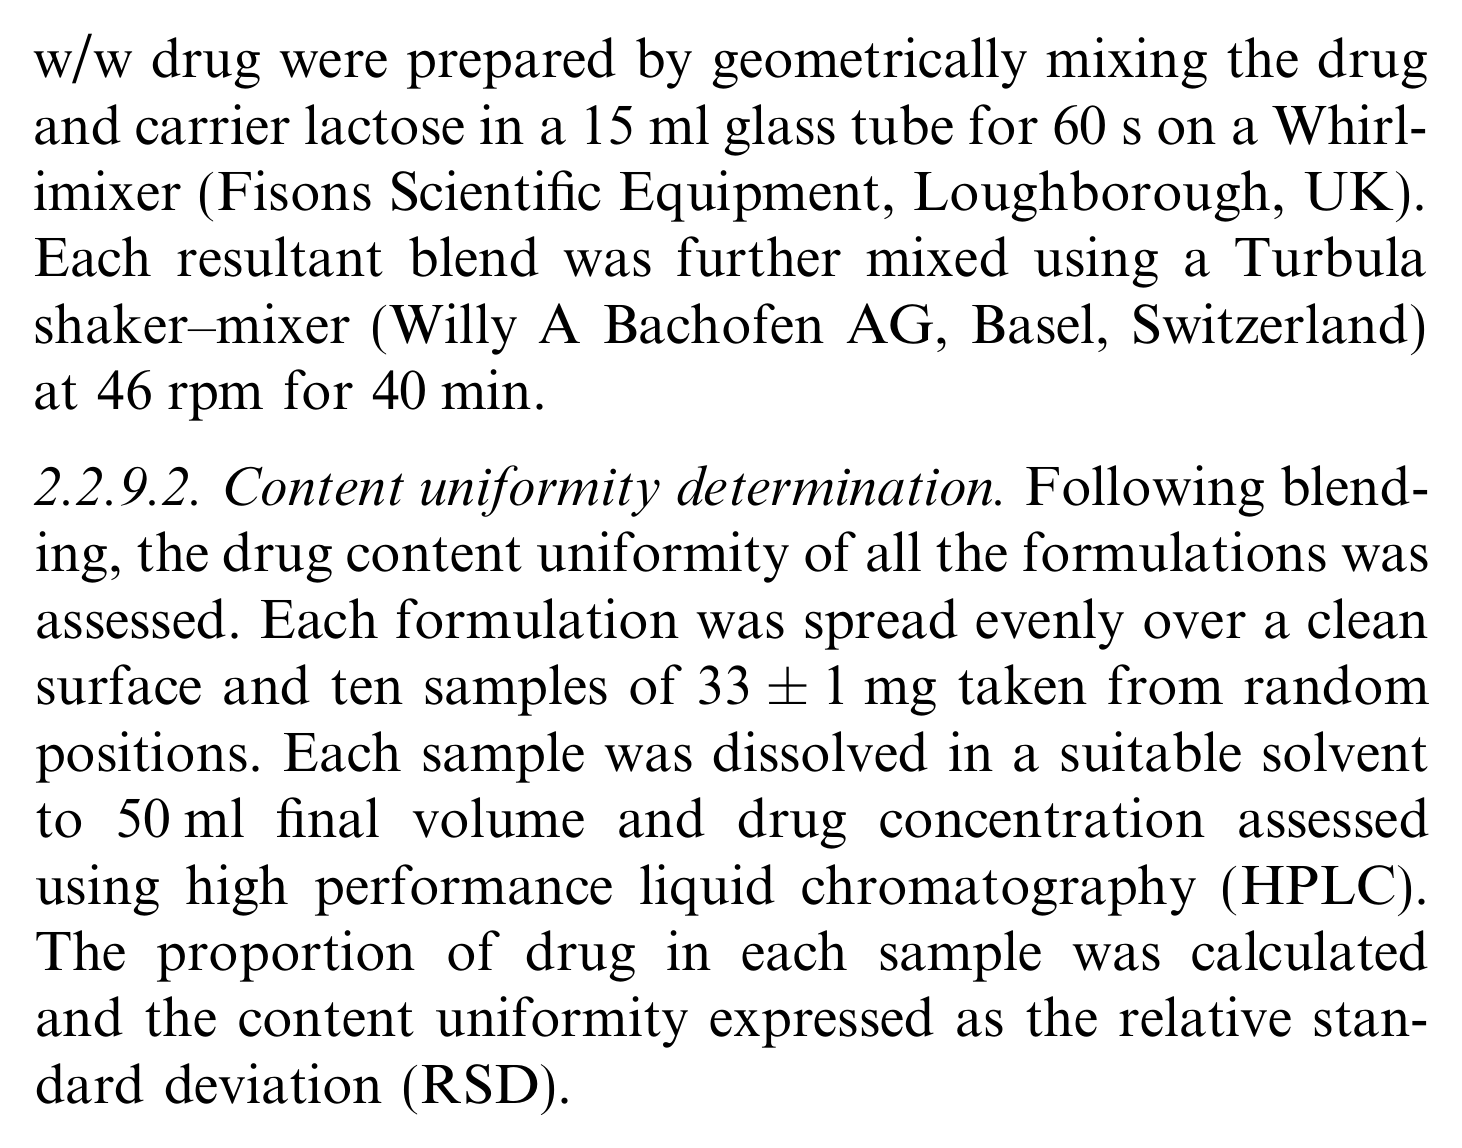 w/w drug were prepared by geometrically mixing the drug
and carrier lactose in a 15 ml glass tube for 60 s on a Whirl-
imixer (Fisons Scientific Equipment, Loughborough, UK).
Each resultant blend was further mixed using a Turbula
shaker–mixer (Willy A Bachofen AG, Basel, Switzerland)
at 46 rpm for 40 min.
2.2.9.2. Content uniformity determination. Following blend-
ing, the drug content uniformity of all the formulations was
assessed. Each formulation was spread evenly over a clean
surface and ten samples of 33 ± 1 mg taken from random
positions. Each sample was dissolved in a suitable solvent
to 50 ml final volume and drug concentration assessed
using high performance liquid chromatography (HPLC).
The proportion of drug in each sample was calculated
and the content uniformity expressed as the relative stan-
dard deviation (RSD).